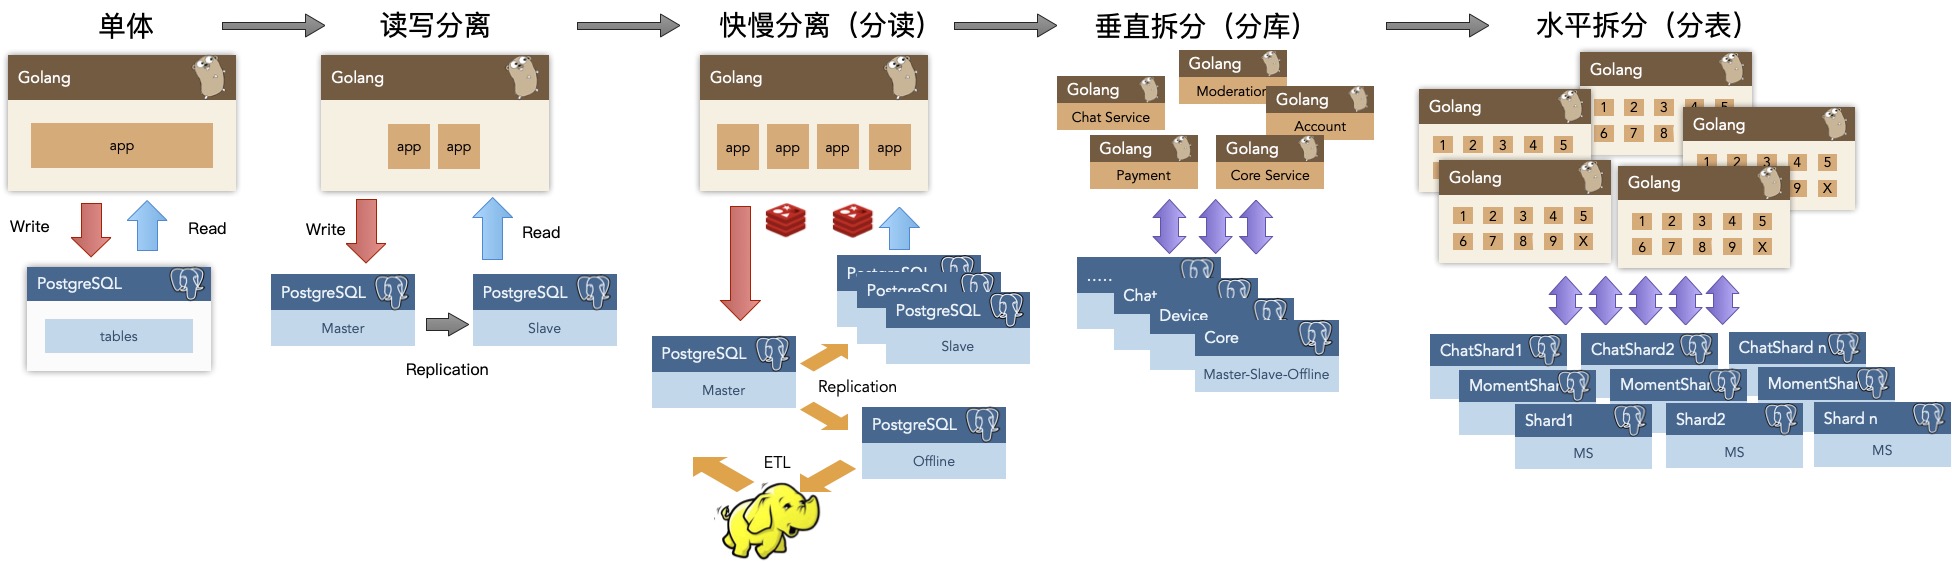 单体
读写分离
快慢分离（分读）
垂直拆分（分库）
水平拆分（分表）
Golang
app
Write
Read
PostgreSQL
tables
Golang
app
app
Write
Read
PostgreSQL
Master
PostgreSQL
Slave
Replication
Golang
app
app
app
app
PostgreSQL
PostgreSQL
Slave
PostgreSQL
Master
Replication
PostgreSQL
Offline
ETL
Golang
Moderation
Golang
Chat Service
Golang
Account
Golang
Payment
Golang
Core Service
.....
Chat
Device
Core
Master-Slave-Offline
Golang
1 2 3 4 5
6 7 8
Golang
1 2 3 4 5
Golang
1 2 3 4 5
9 X
Golang
1 2 3 4 5
6 7 8 9 X
Golang
1 2 3 4 5
6 7 8 9 X
ChatShard1
ChatShard2
ChatShard n
MomentShar
MomentShar
MomentShar
Shard1
MS
Shard2
MS
Shard n
MS